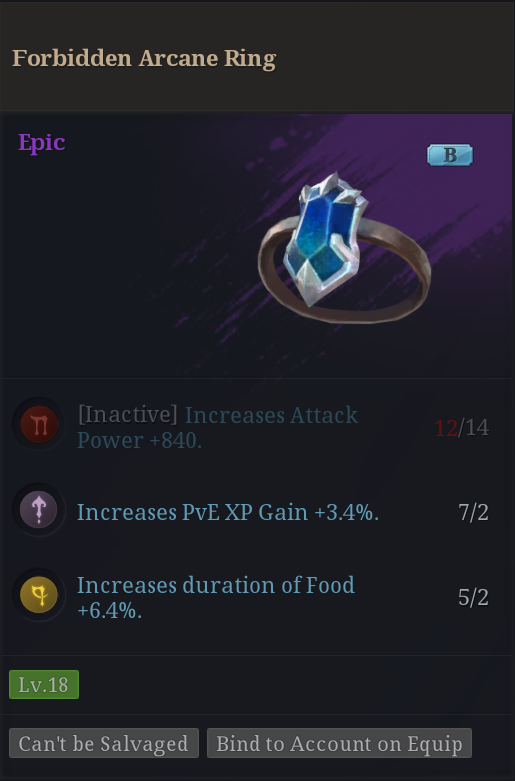 Forbidden Arcane Ring
Epic
B
[Inactive] Increases Attack
Power +840.
12/14
Increases PvE XP Gain +3.4%.
7/2
Increases duration of Food
+6.4%.
5/2
Lv.18
Can't be Salvaged
Bind to Account on Equip